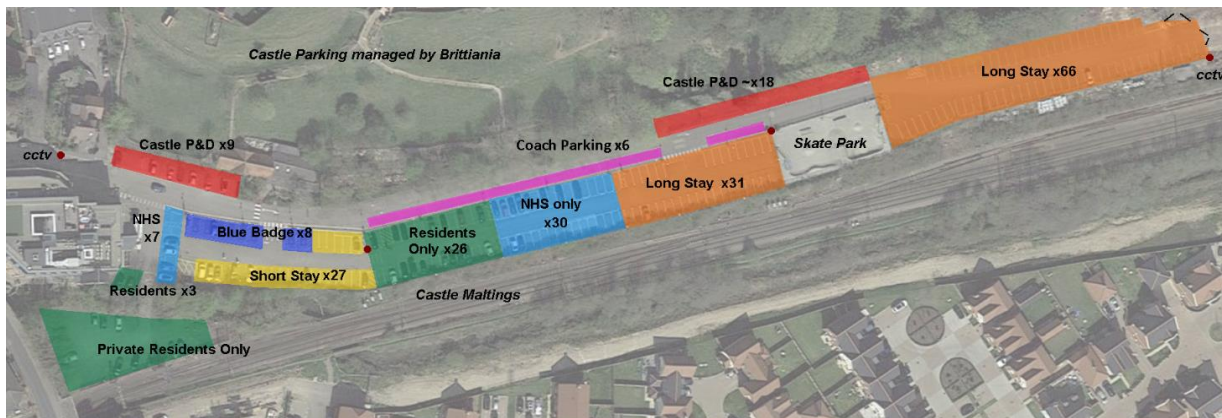 Castle Parking managed by Brittiania
Castle P&D ~x18
Long Stay x66
cctv
Castle P&D x9
cctv
Coach Parking x6
Skate Park
Long Stay x31
NHS only
x30
NHS
x7
Blue Badge x8
Residents
Only x26
Short Stay x27
Residents x3
Castle Maltings
Private Residents Only